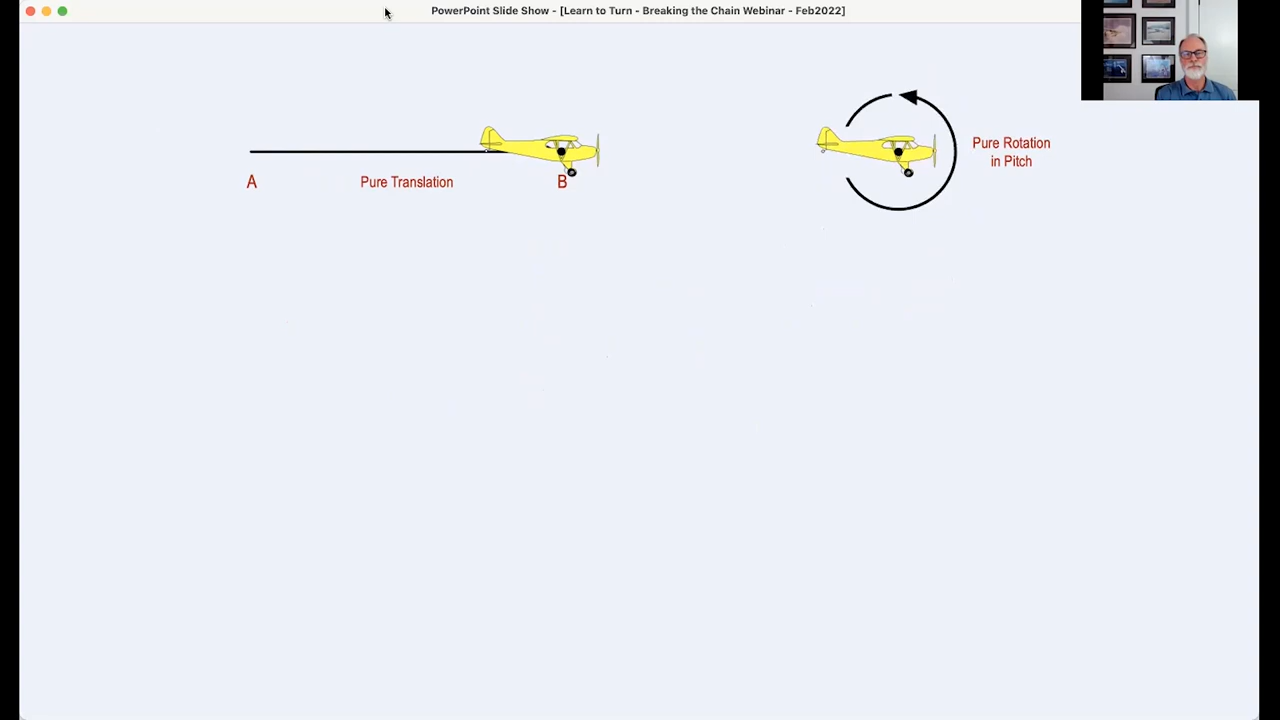 PowerPoint Slide Show - [Learn to Turn - Breaking the Chain Webinar - Feb2022]
Pure Rotation
in Pitch
A
Pure Translation
B